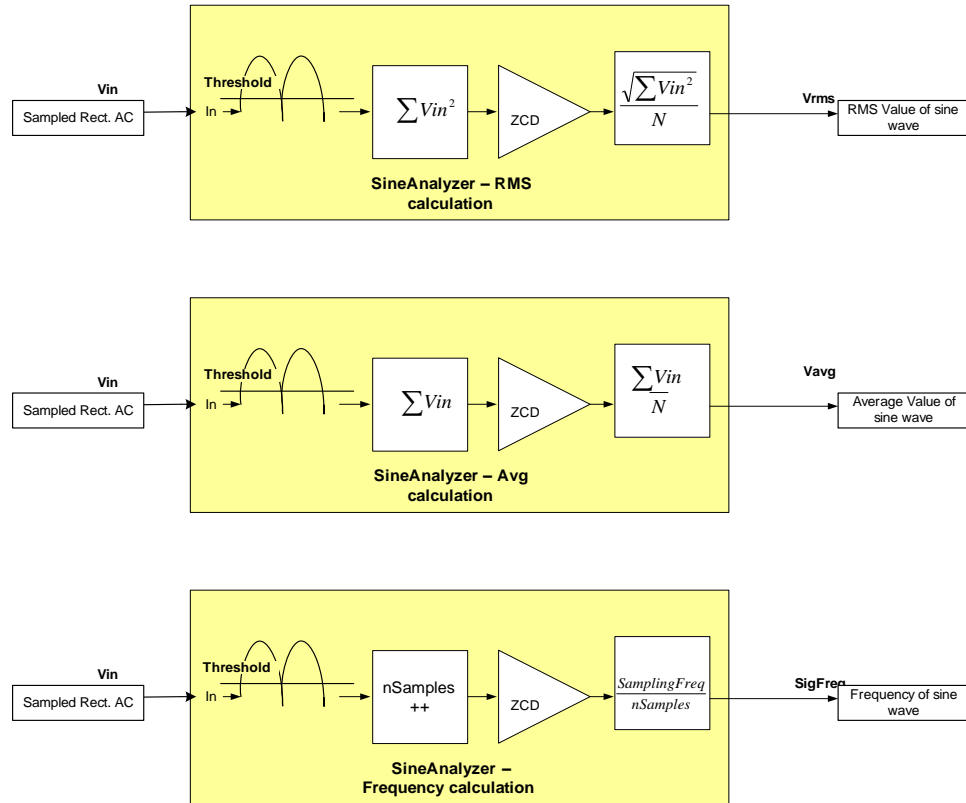 Vin
Sampled Rect. AC
Threshold
In
∑Vin²
ZCD
√∑Vin²
N
Vrms
RMS Value of sine
wave
SineAnalyzer – RMS
calculation
Vin
Sampled Rect. AC
Threshold
In
∑Vin
ZCD
∑Vin
N
Vavg
Average Value of
sine wave
SineAnalyzer – Avg
calculation
Vin
Sampled Rect. AC
Threshold
In
nSamples
++
ZCD
SamplingFreq
nSamples
SigFreq
Frequency of sine
wave
SineAnalyzer –
Frequency calculation